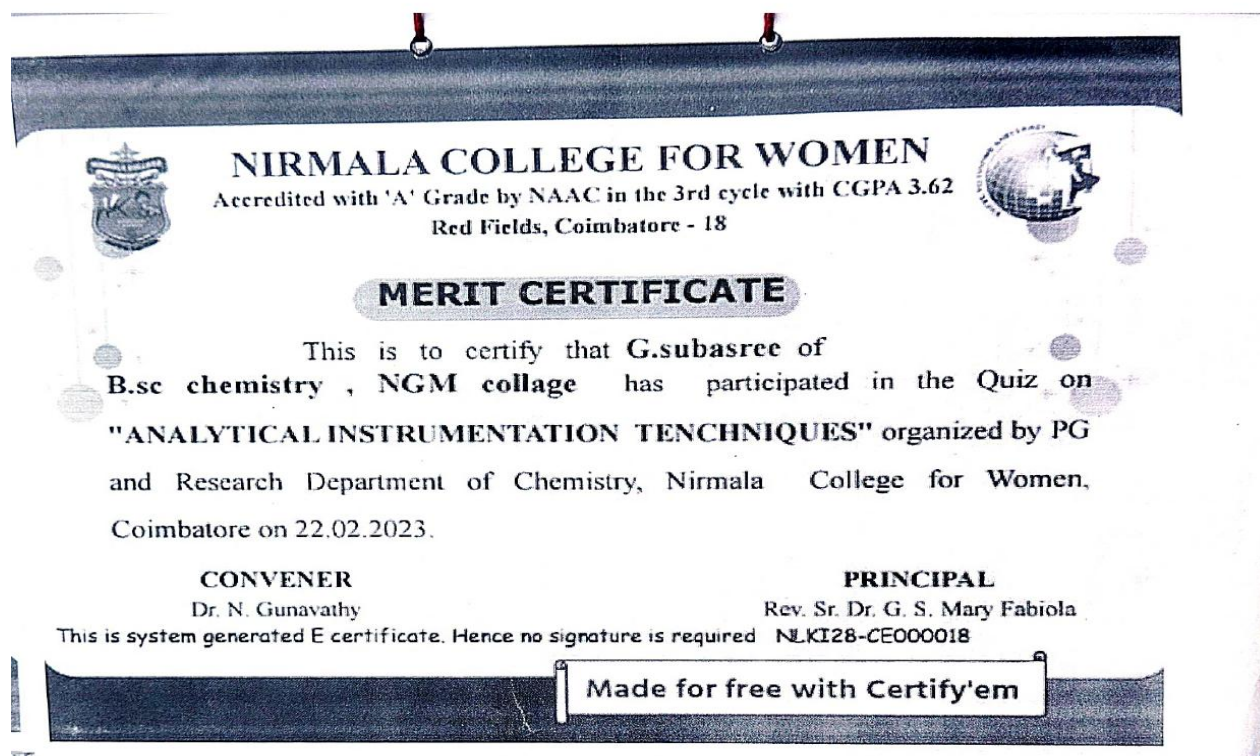 NIRMALA COLLEGE FOR WOMEN
Accredited with 'A' Grade by NAAC in the 3rd cycle with CGPA 3.62
Red Fields, Coimbatore - 18
MERIT CERTIFICATE
This is to certify that G.subasree of
B.sc chemistry , NGM collage has participated in the Quiz on
"ANALYTICAL INSTRUMENTATION TENCHNIQUES" organized by PG
and Research Department of Chemistry, Nirmala College for Women,
Coimbatore on 22.02.2023.
CONVENER PRINCIPAL
Dr. N. Gunavathy Rev. Sr. Dr. G. S. Mary Fabiola
This is system generated E certificate. Hence no signature is required NLKI28-CE000018
Made for free with Certify'em